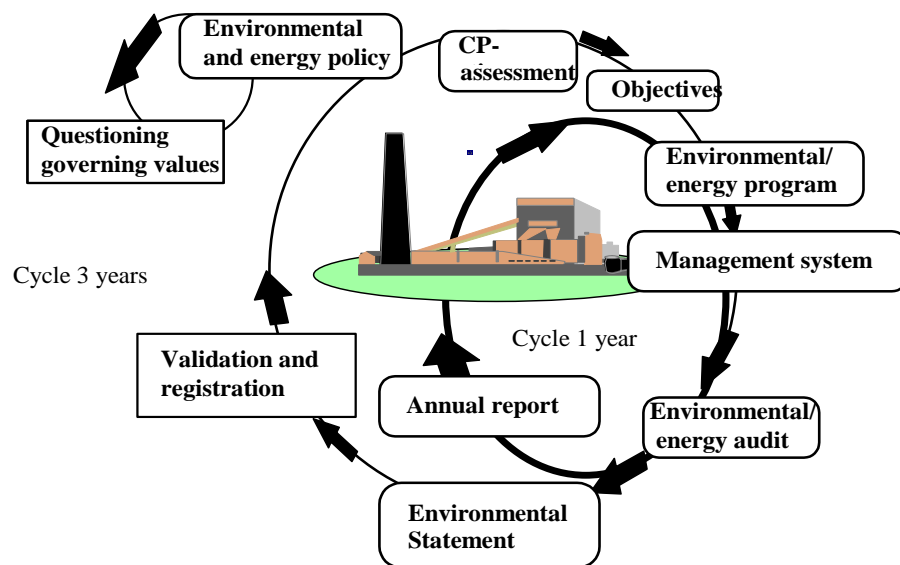 Environmental
and energy policy
CP-
assessment
Objectives
Questioning
governing values
Environmental/
energy program
Management system
Cycle 3 years
Cycle 1 year
Validation and
registration
Annual report
Environmental/
energy audit
Environmental
Statement